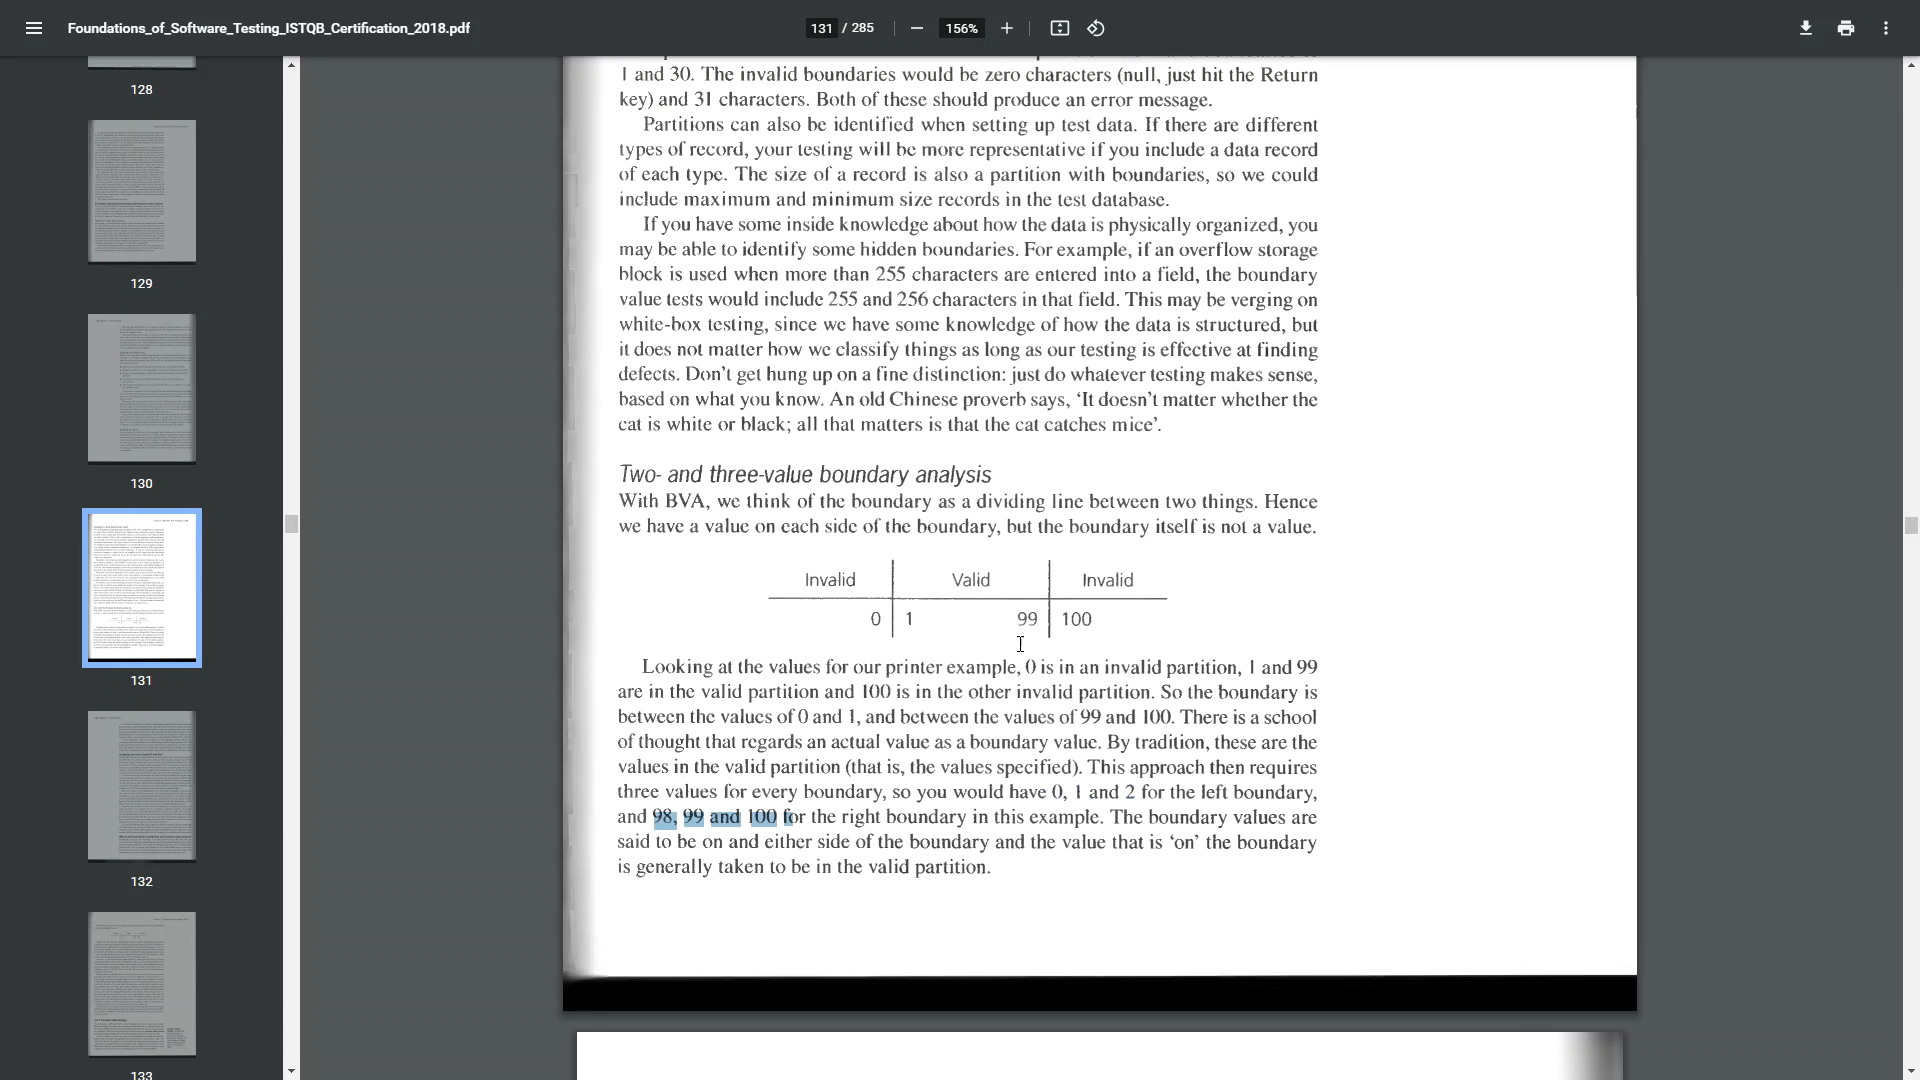 Foundations_of_Software_Testing_ISTQB_Certification_2018.pdf
131 / 285
156%
128
129
130
131
132
133
1 and 30. The invalid boundaries would be zero characters (null, just hit the Return
key) and 31 characters. Both of these should produce an error message.
Partitions can also be identified when setting up test data. If there are different
types of record, your testing will be more representative if you include a data record
of each type. The size of a record is also a partition with boundaries, so we could
include maximum and minimum size records in the test database.
If you have some inside knowledge about how the data is physically organized, you
may be able to identify some hidden boundaries. For example, if an overflow storage
block is used when more than 255 characters are entered into a field, the boundary
value tests would include 255 and 256 characters in that field. This may be verging on
white-box testing, since we have some knowledge of how the data is structured, but
it does not matter how we classify things as long as our testing is effective at finding
defects. Don't get hung up on a fine distinction: just do whatever testing makes sense,
based on what you know. An old Chinese proverb says, ‘It doesn't matter whether the
cat is white or black; all that matters is that the cat catches mice’.
Two- and three-value boundary analysis
With BVA, we think of the boundary as a dividing line between two things. Hence
we have a value on each side of the boundary, but the boundary itself is not a value.
Invalid Valid Invalid
0 1 99 100
Looking at the values for our printer example, 0 is in an invalid partition, 1 and 99
are in the valid partition and 100 is in the other invalid partition. So the boundary is
between the values of 0 and 1, and between the values of 99 and 100. There is a school
of thought that regards an actual value as a boundary value. By tradition, these are the
values in the valid partition (that is, the values specified). This approach then requires
three values for every boundary, so you would have 0, 1 and 2 for the left boundary,
and 98, 99 and 100 for the right boundary in this example. The boundary values are
said to be on and either side of the boundary and the value that is ‘on’ the boundary
is generally taken to be in the valid partition.